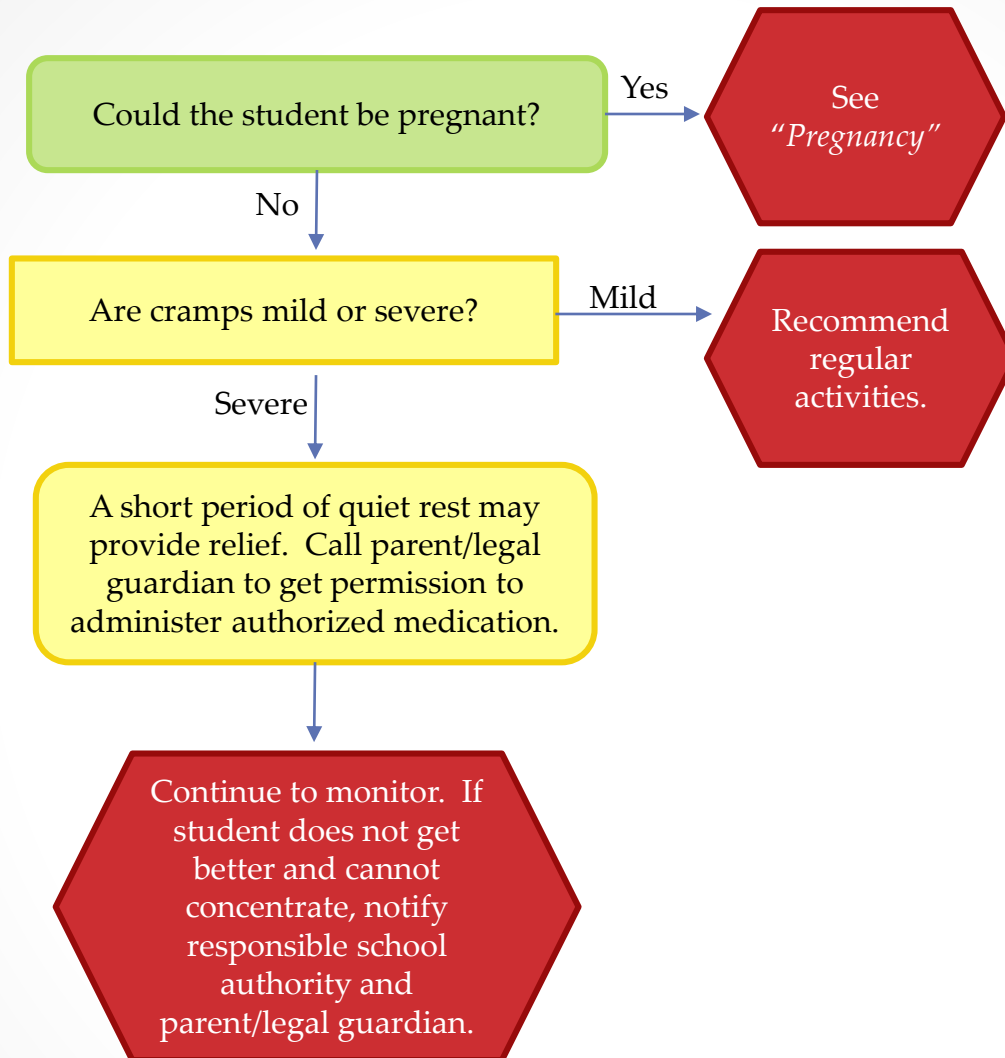 Could the student be pregnant?
Yes
See
“Pregnancy”
No
Are cramps mild or severe?
Mild
Recommend
regular
activities.
Severe
A short period of quiet rest may
provide relief.  Call parent/legal
guardian to get permission to
administer authorized medication.
Continue to monitor.  If
student does not get
better and cannot
concentrate, notify
responsible school
authority and
parent/legal guardian.